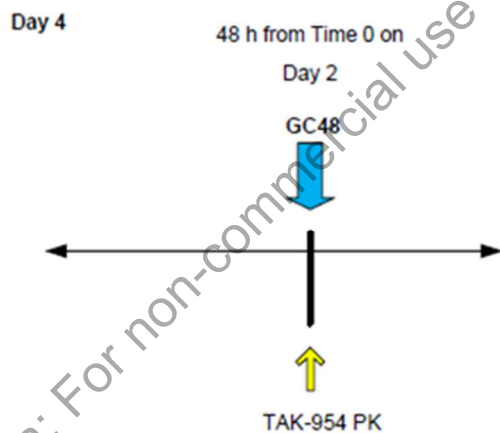 Day 4
48 h from Time 0 on
Day 2
GC48
TAK-954 PK
: For non-commercial use